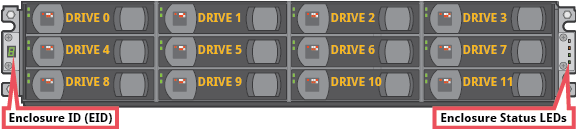 DRIVE 0 DRIVE 1 DRIVE 2 DRIVE 3
DRIVE 4 DRIVE 5 DRIVE 6 DRIVE 7
DRIVE 8 DRIVE 9 DRIVE 10 DRIVE 11
Enclosure ID (EID) Enclosure Status LEDs